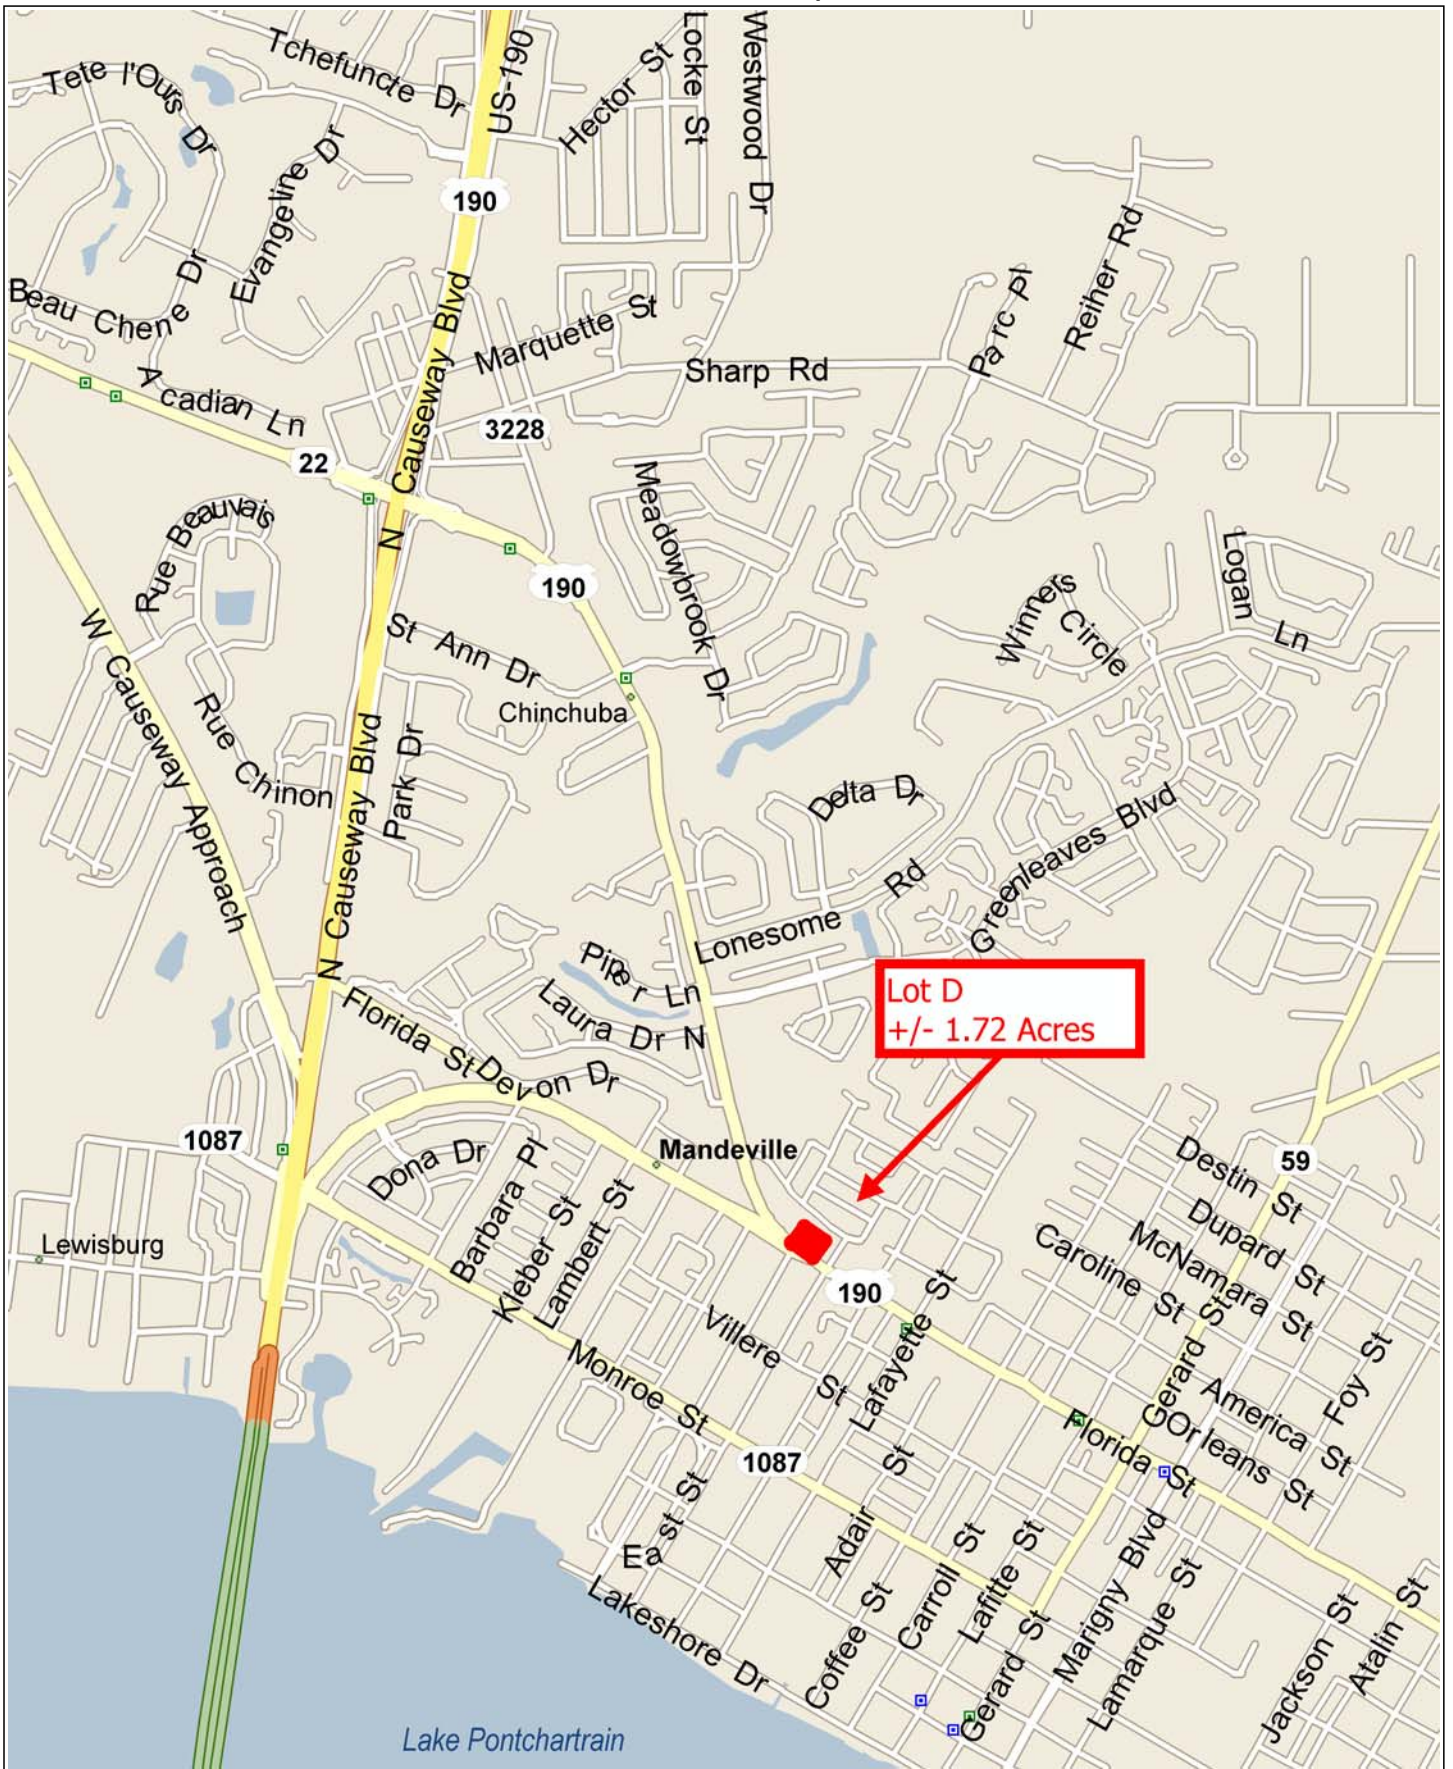 Tchefuncte Dr
US-190
Hector St
Locke St
Westwood Dr
Tete l'Ours Dr
Evangeline Dr
190
Reiher Rd
Beau Chene Dr
N Causeway Blvd
Marquette St
Parc Pl
Sharp Rd
Acadian Ln
3228
22
Rue Beauvais
Meadowbrook Dr
190
Logan Ln
Winners Circle
W Causeway Approach
St Ann Dr
Chinchuba
Rue Chinon
Park Dr
N Causeway Blvd
Delta Dr
Greenleaves Blvd
Lonesome Rd
Piper Ln
Laura Dr N
Lot D
+/- 1.72 Acres
Florida St
Devon Dr
1087
Dona Dr
Mandeville
59
Destin St
Dupard St
McNamara St
Caroline St
Lewisburg
Barbara Pl
Kleber St
Lambert St
190
Villere St
Lafayette St
Gerard St
Foy St
America St
GOrleans St
Monroe St
1087
Florida St
East St
Adair St
Carroll St
Lafitte St
Marigny Blvd
Lamarque St
Lakeshore Dr
Coffee St
Gerard St
Jackson St
Atalin St
Lake Pontchartrain